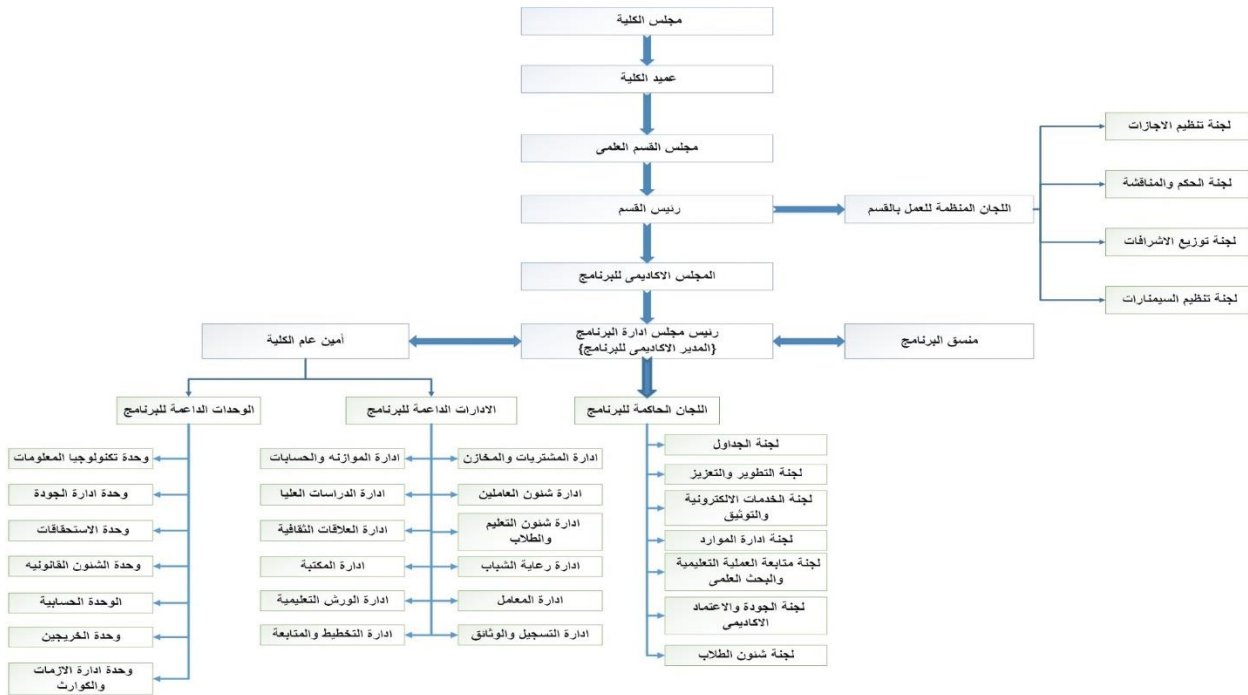 مجلس الكلية
عميد الكلية
مجلس القسم العلمى
رئيس القسم
اللجان المنظمة للعمل بالقسم
لجنة تنظيم الاجازات
لجنة الحكم والمناقشة
لجنة توزيع الاشرافات
لجنة تنظيم السيمنارات
المجلس الاكاديمى للبرنامج
منسق البرنامج
رئيس مجلس ادارة البرنامج
{المدير الاكاديمى للبرنامج}
أمين عام الكلية
اللجان الحاكمة للبرنامج
لجنة الجداول
لجنة التطوير والتعزيز
لجنة الخدمات الالكترونية
والتوثيق
لجنة ادارة الموارد
لجنة متابعة العملية التعليمية
والبحث العلمى
لجنة الجودة والاعتماد
الاكاديمى
لجنة شئون الطلاب
الادارات الداعمة للبرنامج
ادارة المشتريات والمخازن
ادارة شئون العاملين
ادارة شئون التعليم
والطلاب
ادارة رعاية الشباب
ادارة المعامل
ادارة التسجيل والوثائق
ادارة الموازنه والحسابات
ادارة الدراسات العليا
ادارة العلاقات الثقافية
ادارة المكتبة
ادارة الورش التعليمية
ادارة التخطيط والمتابعة
الوحدات الداعمة للبرنامج
وحدة تكنولوجيا المعلومات
وحدة ادارة الجودة
وحدة الاستحقاقات
وحدة الشئون القانونيه
الوحدة الحسابية
وحدة الخريجين
وحدة ادارة الازمات
والكوارث